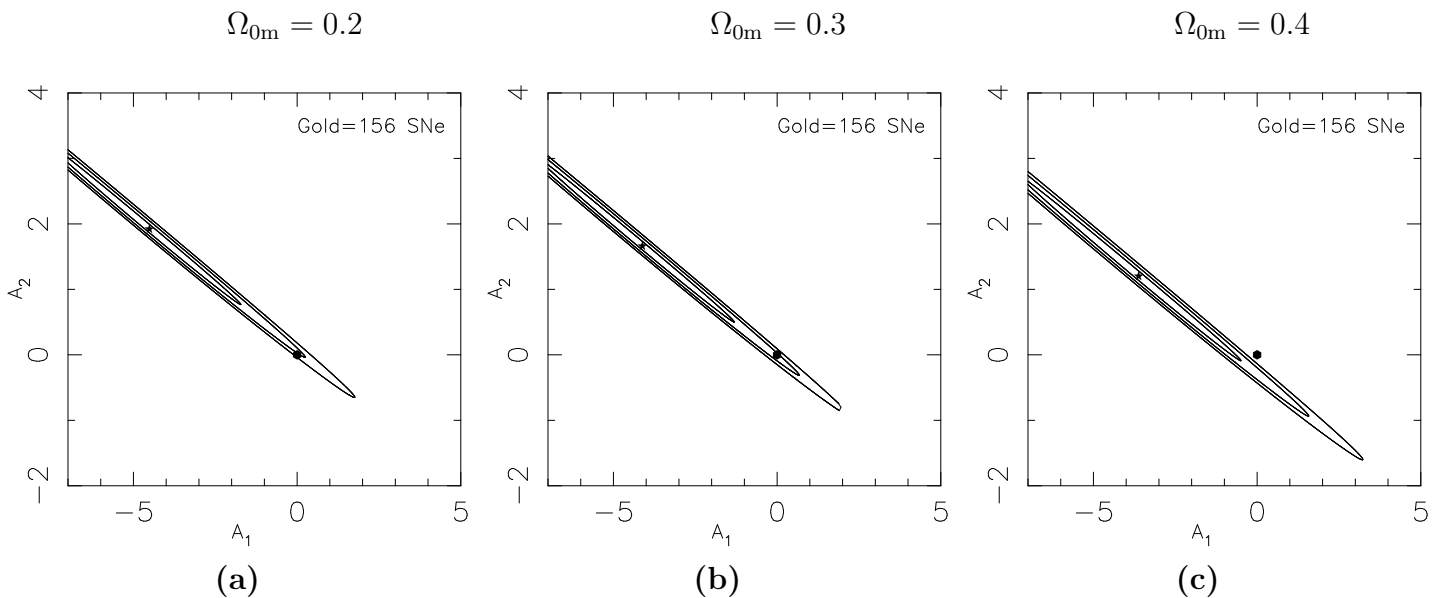 Ω0m = 0.2
Ω0m = 0.3
Ω0m = 0.4
4
2
0
−2
A2
Gold=156 SNe
−5
0
5
A1
(a)
4
2
0
−2
A2
Gold=156 SNe
−5
0
5
A1
(b)
4
2
0
−2
A2
Gold=156 SNe
−5
0
5
A1
(c)